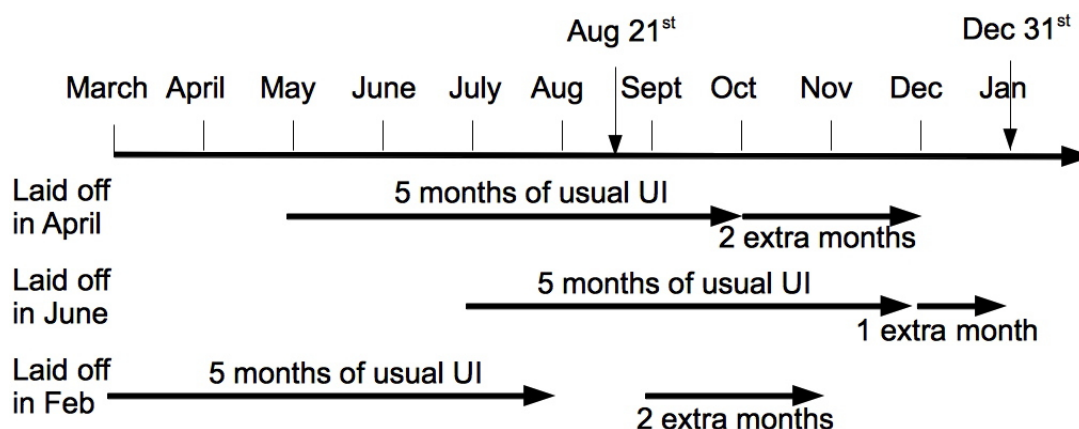 Aug 21st
Dec 31st
March April May June July Aug Sept Oct Nov Dec Jan
Laid off
in April
5 months of usual UI
2 extra months
Laid off
in June
5 months of usual UI
1 extra month
Laid off
in Feb
5 months of usual UI
2 extra months